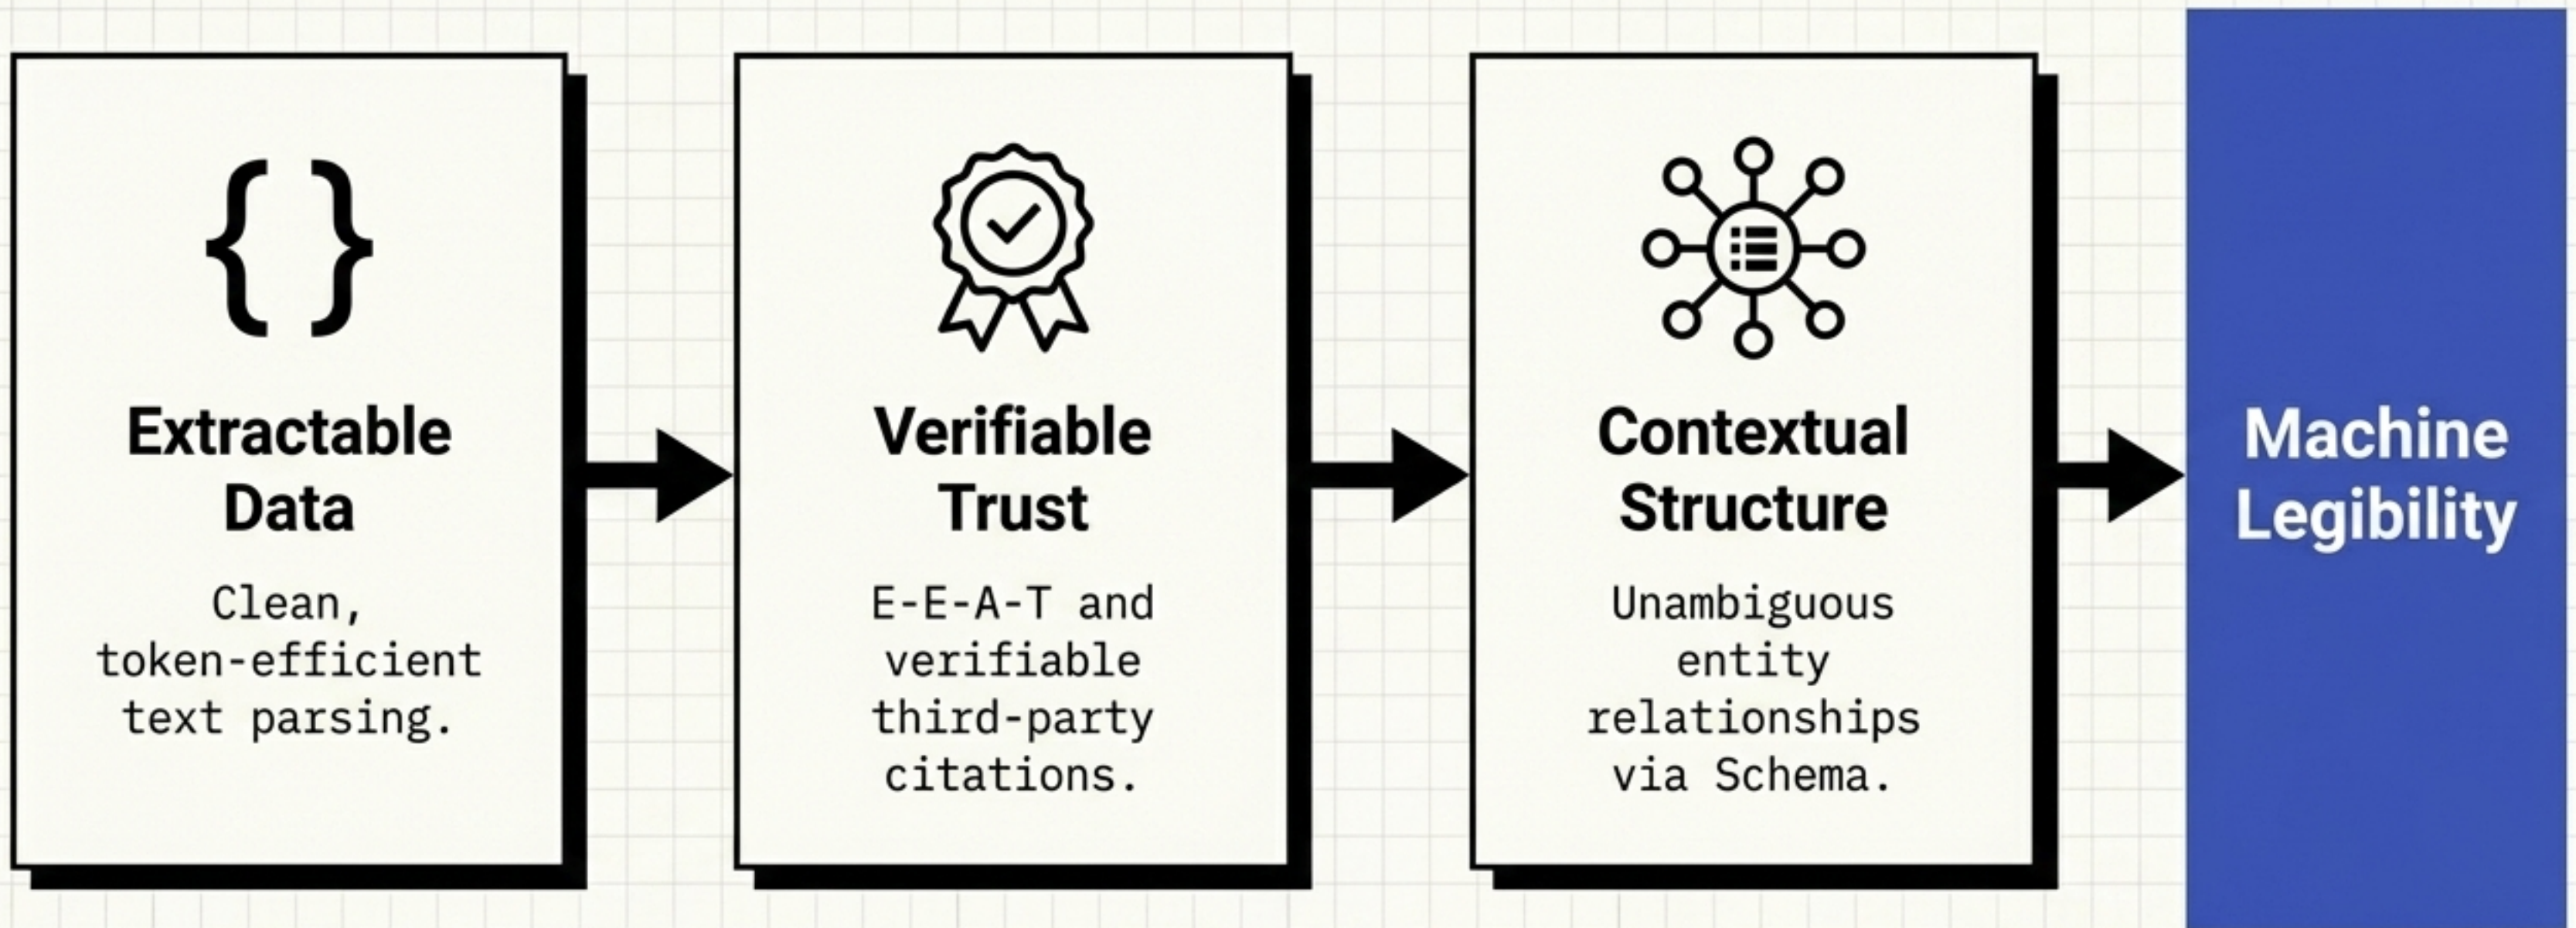 Extractable
Data
Clean,
token-efficient
text parsing.
Verifiable
Trust
E-E-A-T and
verifiable
third-party
citations.
Contextual
Structure
Unambiguous
entity
relationships
via Schema.
Machine
Legibility